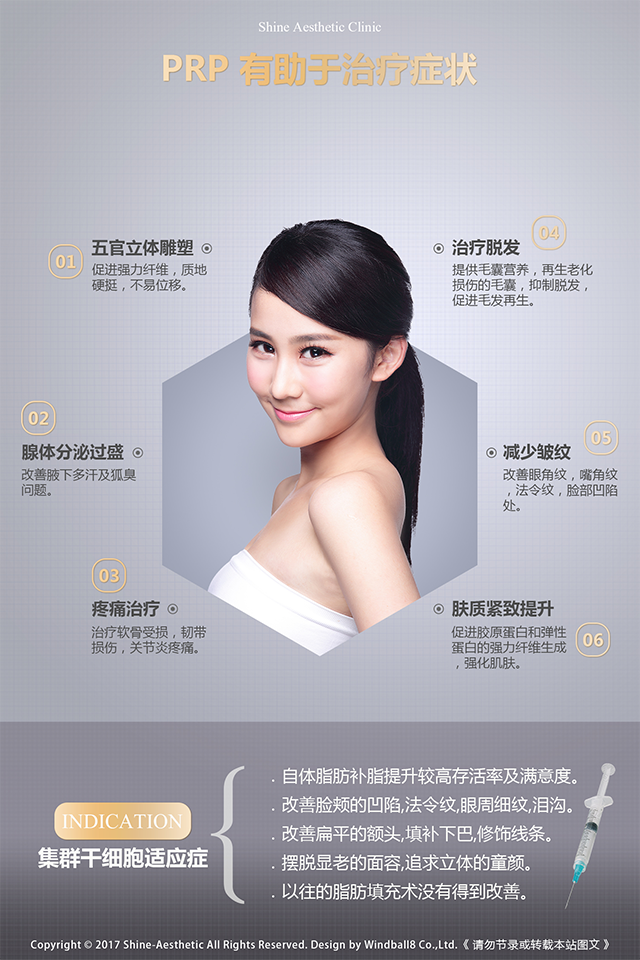 Shine Aesthetic Clinic
PRP 有助于治疗症状
01
五官立体雕塑
促进强力纤维，质地
硬挺，不易位移。
02
腺体分泌过盛
改善腋下多汗及狐臭
问题。
03
疼痛治疗
治疗软骨受损，韧带
损伤，关节炎疼痛。
04
治疗脱发
提供毛囊营养，再生老化
损伤的毛囊，抑制脱发，
促进毛发再生。
05
减少皱纹
改善眼角纹，嘴角纹
，法令纹，脸部凹陷
处。
06
肤质紧致提升
促进胶原蛋白和弹性
蛋白的强力纤维生成
，强化肌肤。
INDICATION
集群干细胞适应症
. 自体脂肪补脂提升较高存活率及满意度。
. 改善脸颊的凹陷,法令纹,眼周细纹,泪沟。
. 改善扁平的额头,填补下巴,修饰线条。
. 摆脱显老的面容,追求立体的童颜。
. 以往的脂肪填充术没有得到改善。
Copyright © 2017 Shine-Aesthetic All Rights Reserved. Design by Windball8 Co.,Ltd.《 请勿节录或转载本站图文 》